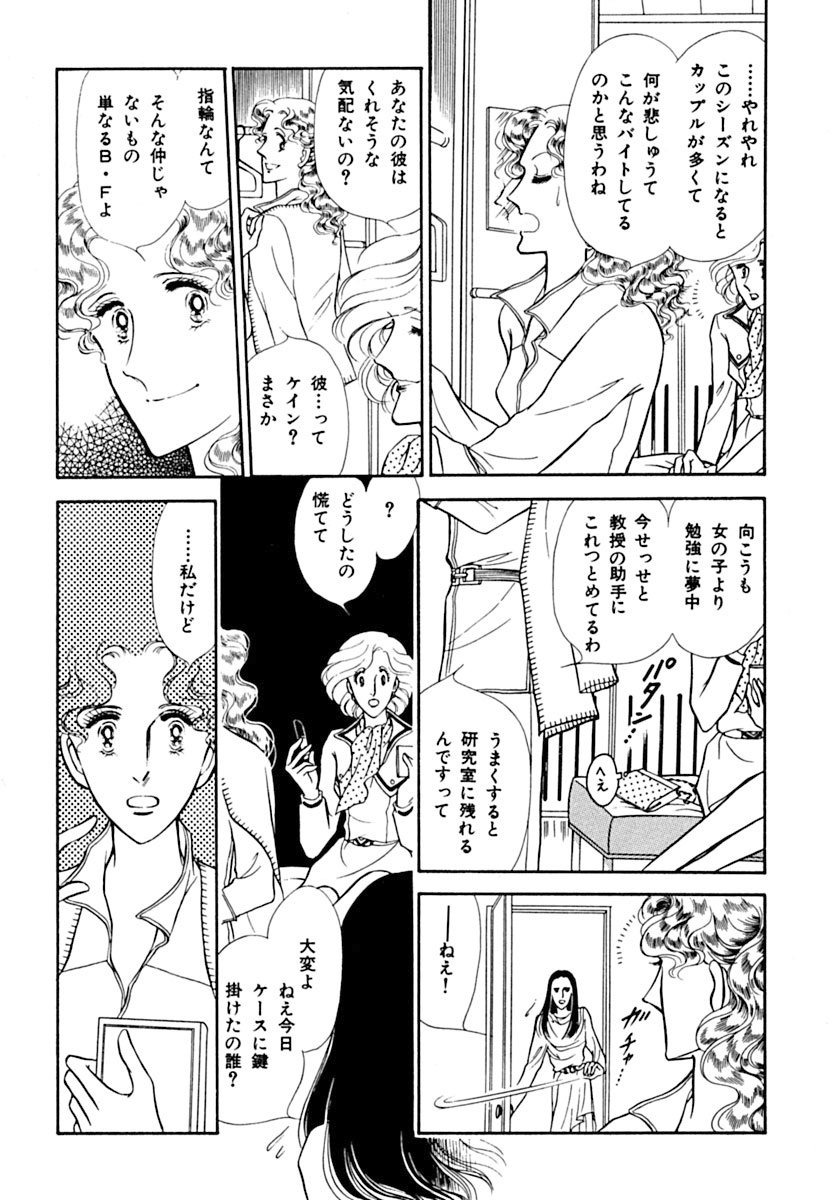 ……やれやれ
このシーズンになると
カップルが多くて
何が悲しゅうて
こんなバイトしてる
のかと思うわね
あなたの彼は
くれそうな
気配ないの？
彼…って
ケイン？
まさか
指輪なんて
そんな仲じゃ
ないもの
単なるB・Fよ
向こうも
女の子より
勉強に夢中
今せっせと
教授の助手に
これつとめてるわ
パタン…
へえ
うまくすると
研究室に残れる
んですって
ガチャ
──ねえ！
？
どうしたの
慌てて
大変よ
ねえ今日
ケースに鍵
掛けたの誰？
……私だけど